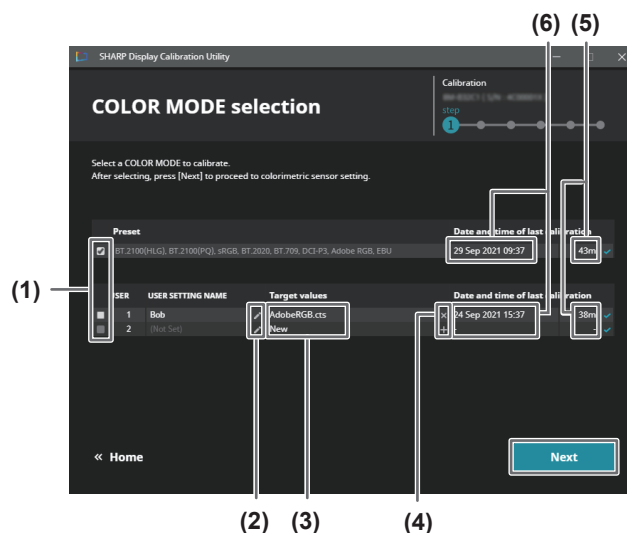 (6) (5)
SHARP Display Calibration Utility
COLOR MODE selection
Calibration
step
1
Select a COLOR MODE to calibrate.
After selecting, press [Next] to proceed to colorimetric sensor setting.
Preset Date and time of last calibration
BT.2100(HLG), BT.2100(PQ), sRGB, BT.2020, BT.709, DCI-P3, Adobe RGB, EBU 29 Sep 2021 09:37 43m
(1)
SER USER SETTING NAME Target values Date and time of last calibration
1 Bob AdobeRGB.cts 24 Sep 2021 15:37 38m
2 (Not Set) New - -
« Home Next
(2) (3) (4)